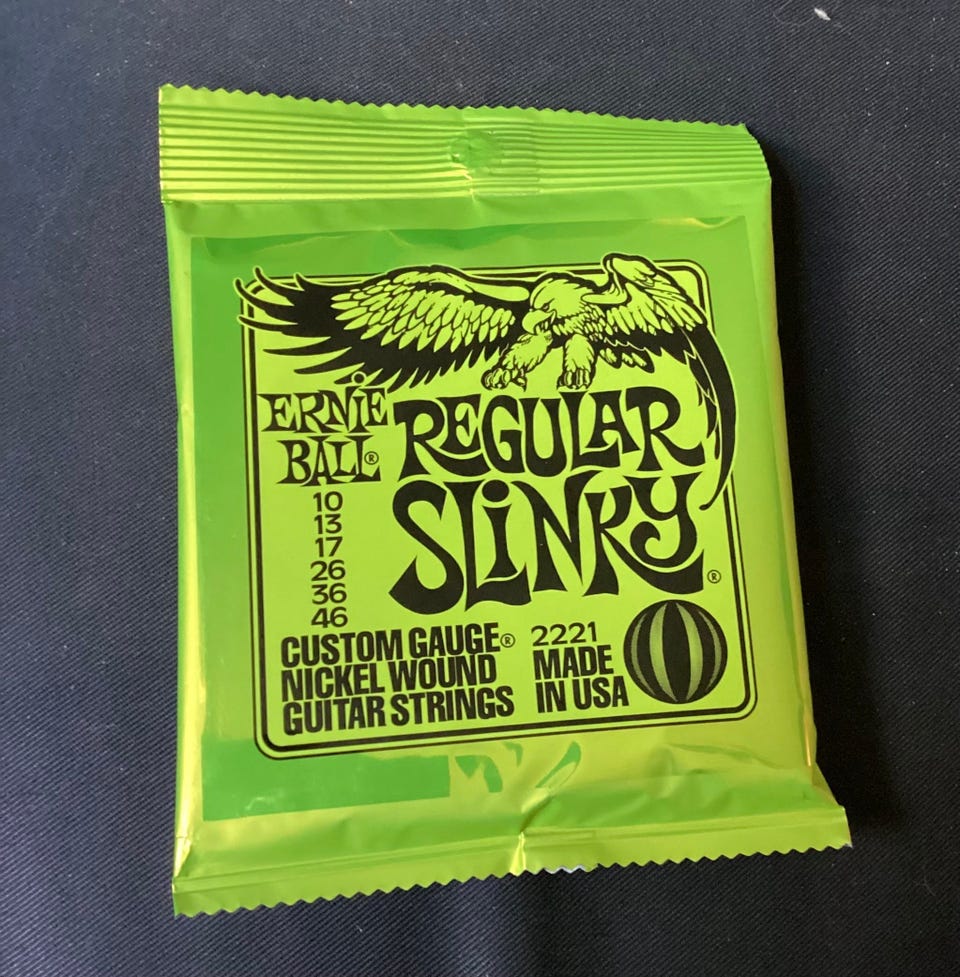 ERNIE
BALL®
REGULAR
SLINKY®
10
13
17
26
36
46
CUSTOM GAUGE®
NICKEL WOUND
GUITAR STRINGS
2221
MADE
IN USA